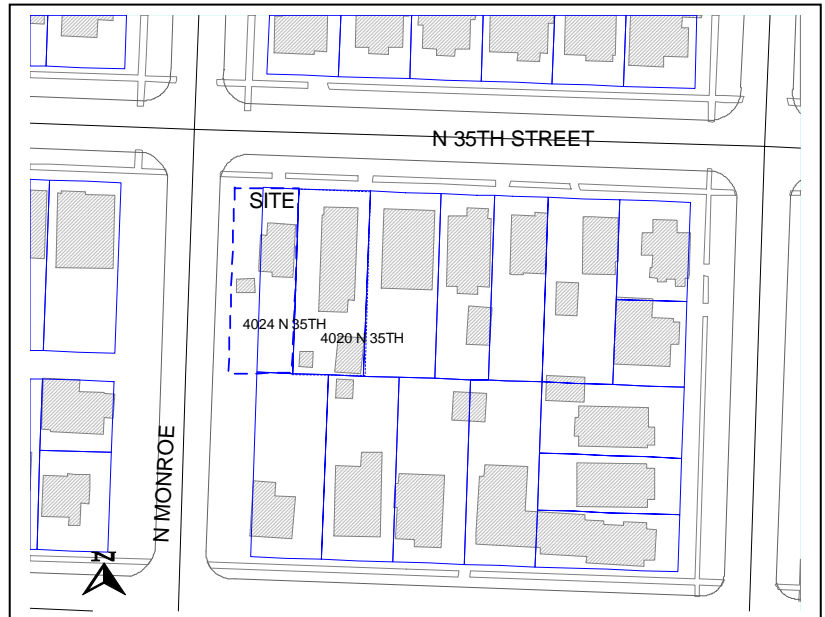 N 35TH STREET
SITE
4024 N 35TH
4020 N 35TH
N MONROE
N